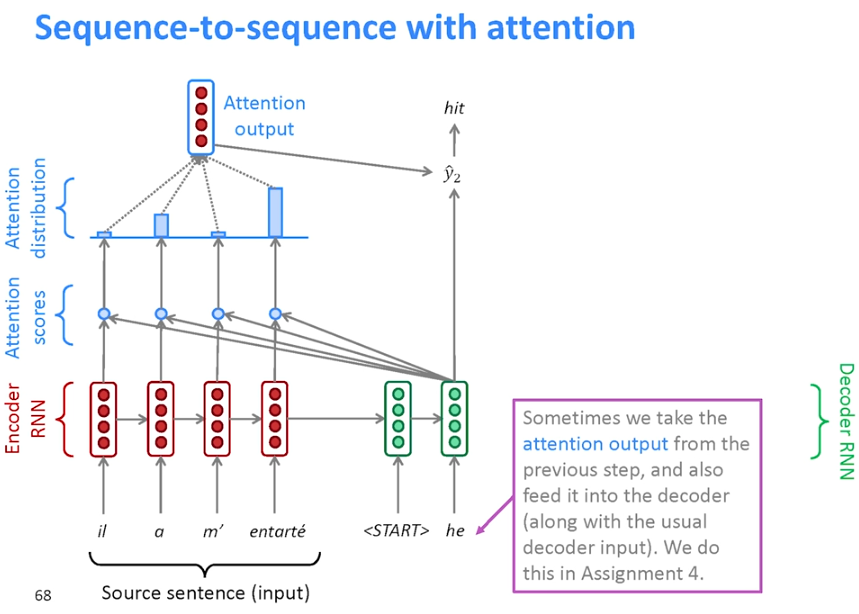 Sequence-to-sequence with attention
Attention
output
hit
ŷ₂
Attention
distribution
Attention
scores
Encoder
RNN
Decoder RNN
Sometimes we take the
attention output from the
previous step, and also
feed it into the decoder
(along with the usual
decoder input). We do
this in Assignment 4.
il a m’ entarté <START> he
Source sentence (input)
68